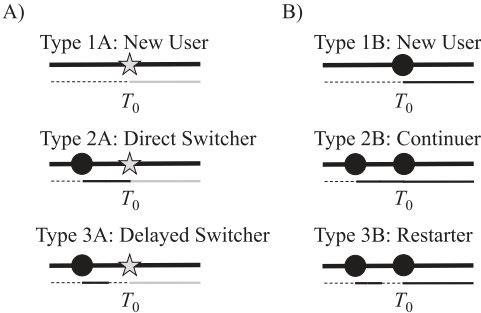 A)
Type 1A: New User
T0
Type 2A: Direct Switcher
T0
Type 3A: Delayed Switcher
T0
B)
Type 1B: New User
T0
Type 2B: Continuer
T0
Type 3B: Restarter
T0